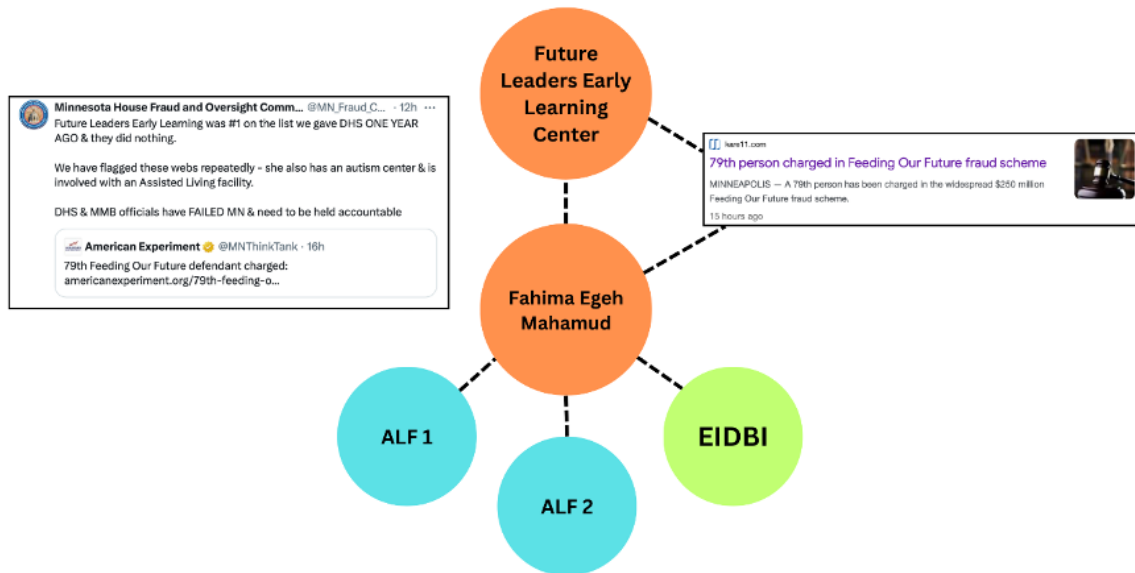 Future
Leaders Early
Learning
Center
Minnesota House Fraud and Oversight Comm... @MN_Fraud_C... · 12h ···
Future Leaders Early Learning was #1 on the list we gave DHS ONE YEAR
AGO & they did nothing.
We have flagged these webs repeatedly - she also has an autism center & is
involved with an Assisted Living facility.
DHS & MMB officials have FAILED MN & need to be held accountable
American Experiment @MNThinkTank · 16h
79th Feeding Our Future defendant charged:
americanexperiment.org/79th-feeding-o...
kare11.com
79th person charged in Feeding Our Future fraud scheme
MINNEAPOLIS — A 79th person has been charged in the widespread $250 million
Feeding Our Future fraud scheme.
15 hours ago
Fahima Egeh
Mahamud
ALF 1
ALF 2
EIDBI